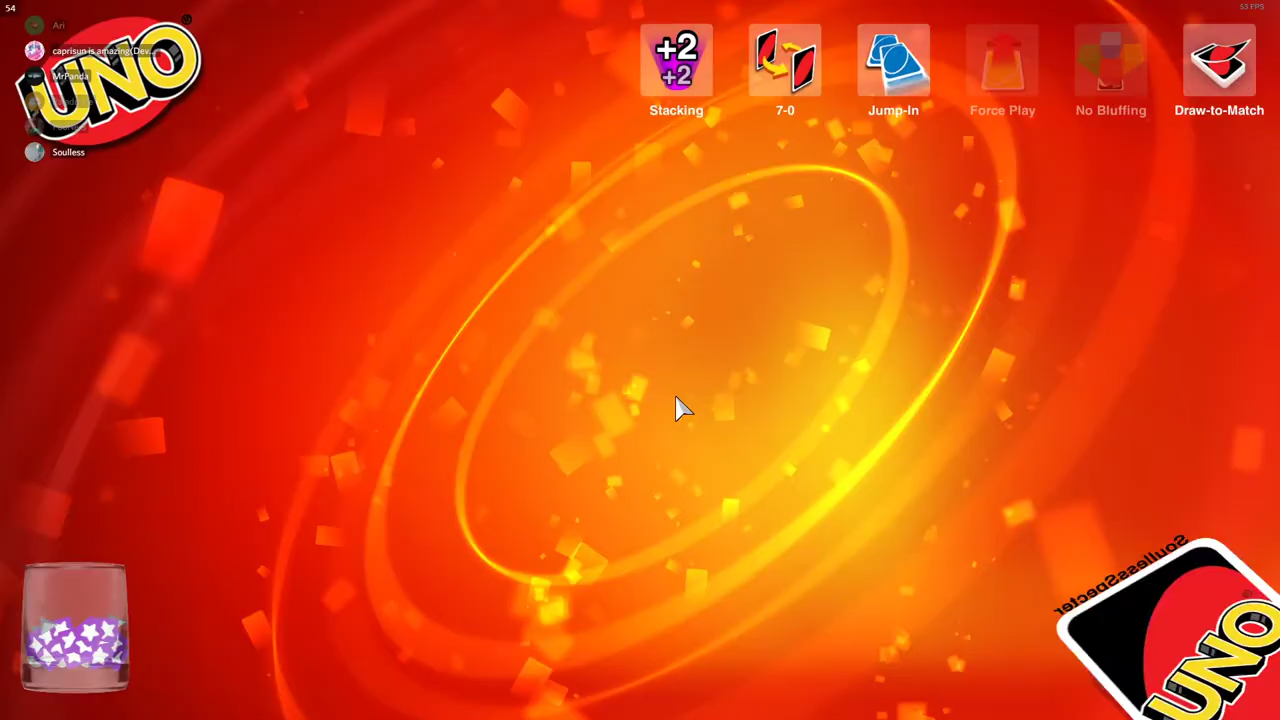 54
53 FPS
Ari
caprisun is amazing(Dev...
MrPanda
Soulless
UNO
+2
+2
Stacking
7-0
Jump-In
Force Play
No Bluffing
Draw-to-Match
SoullessSpecter
UNO